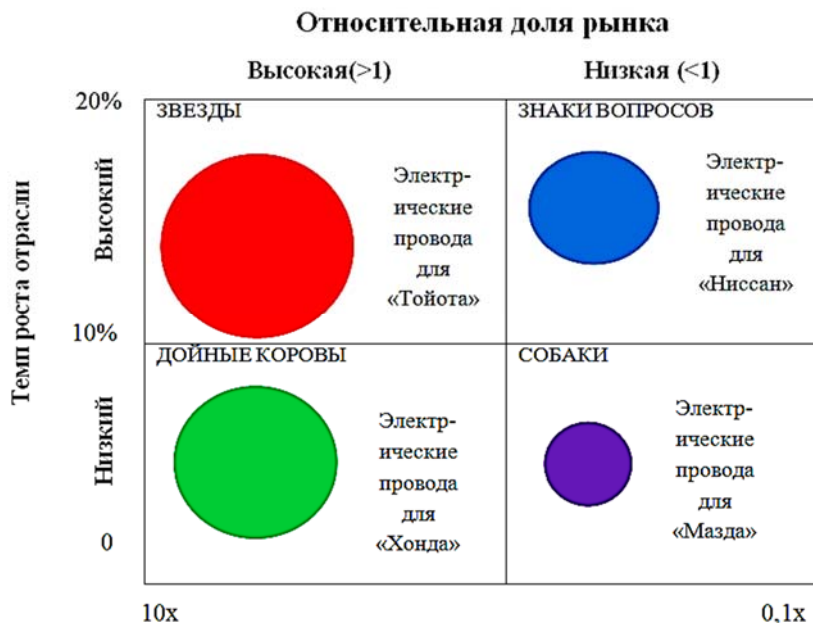 Относительная доля рынка
Высокая(>1)
Низкая (<1)
Темп роста отрасли
20%
Высокий
10%
Низкий
0
ЗВЕЗДЫ
Электр-
ические
провода
для
«Тойота»
ЗНАКИ ВОПРОСОВ
Электр-
ические
провода
для
«Ниссан»
ДОЙНЫЕ КОРОВЫ
Электр-
ические
провода
для
«Хонда»
СОБАКИ
Электр-
ические
провода
для
«Мазда»
10x
0,1x